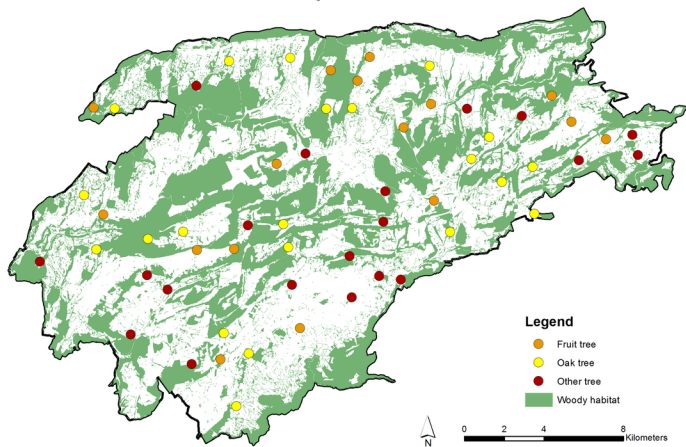 Legend
Fruit tree
Oak tree
Other tree
Woody habitat
N
0 2 4 8
Kilometers